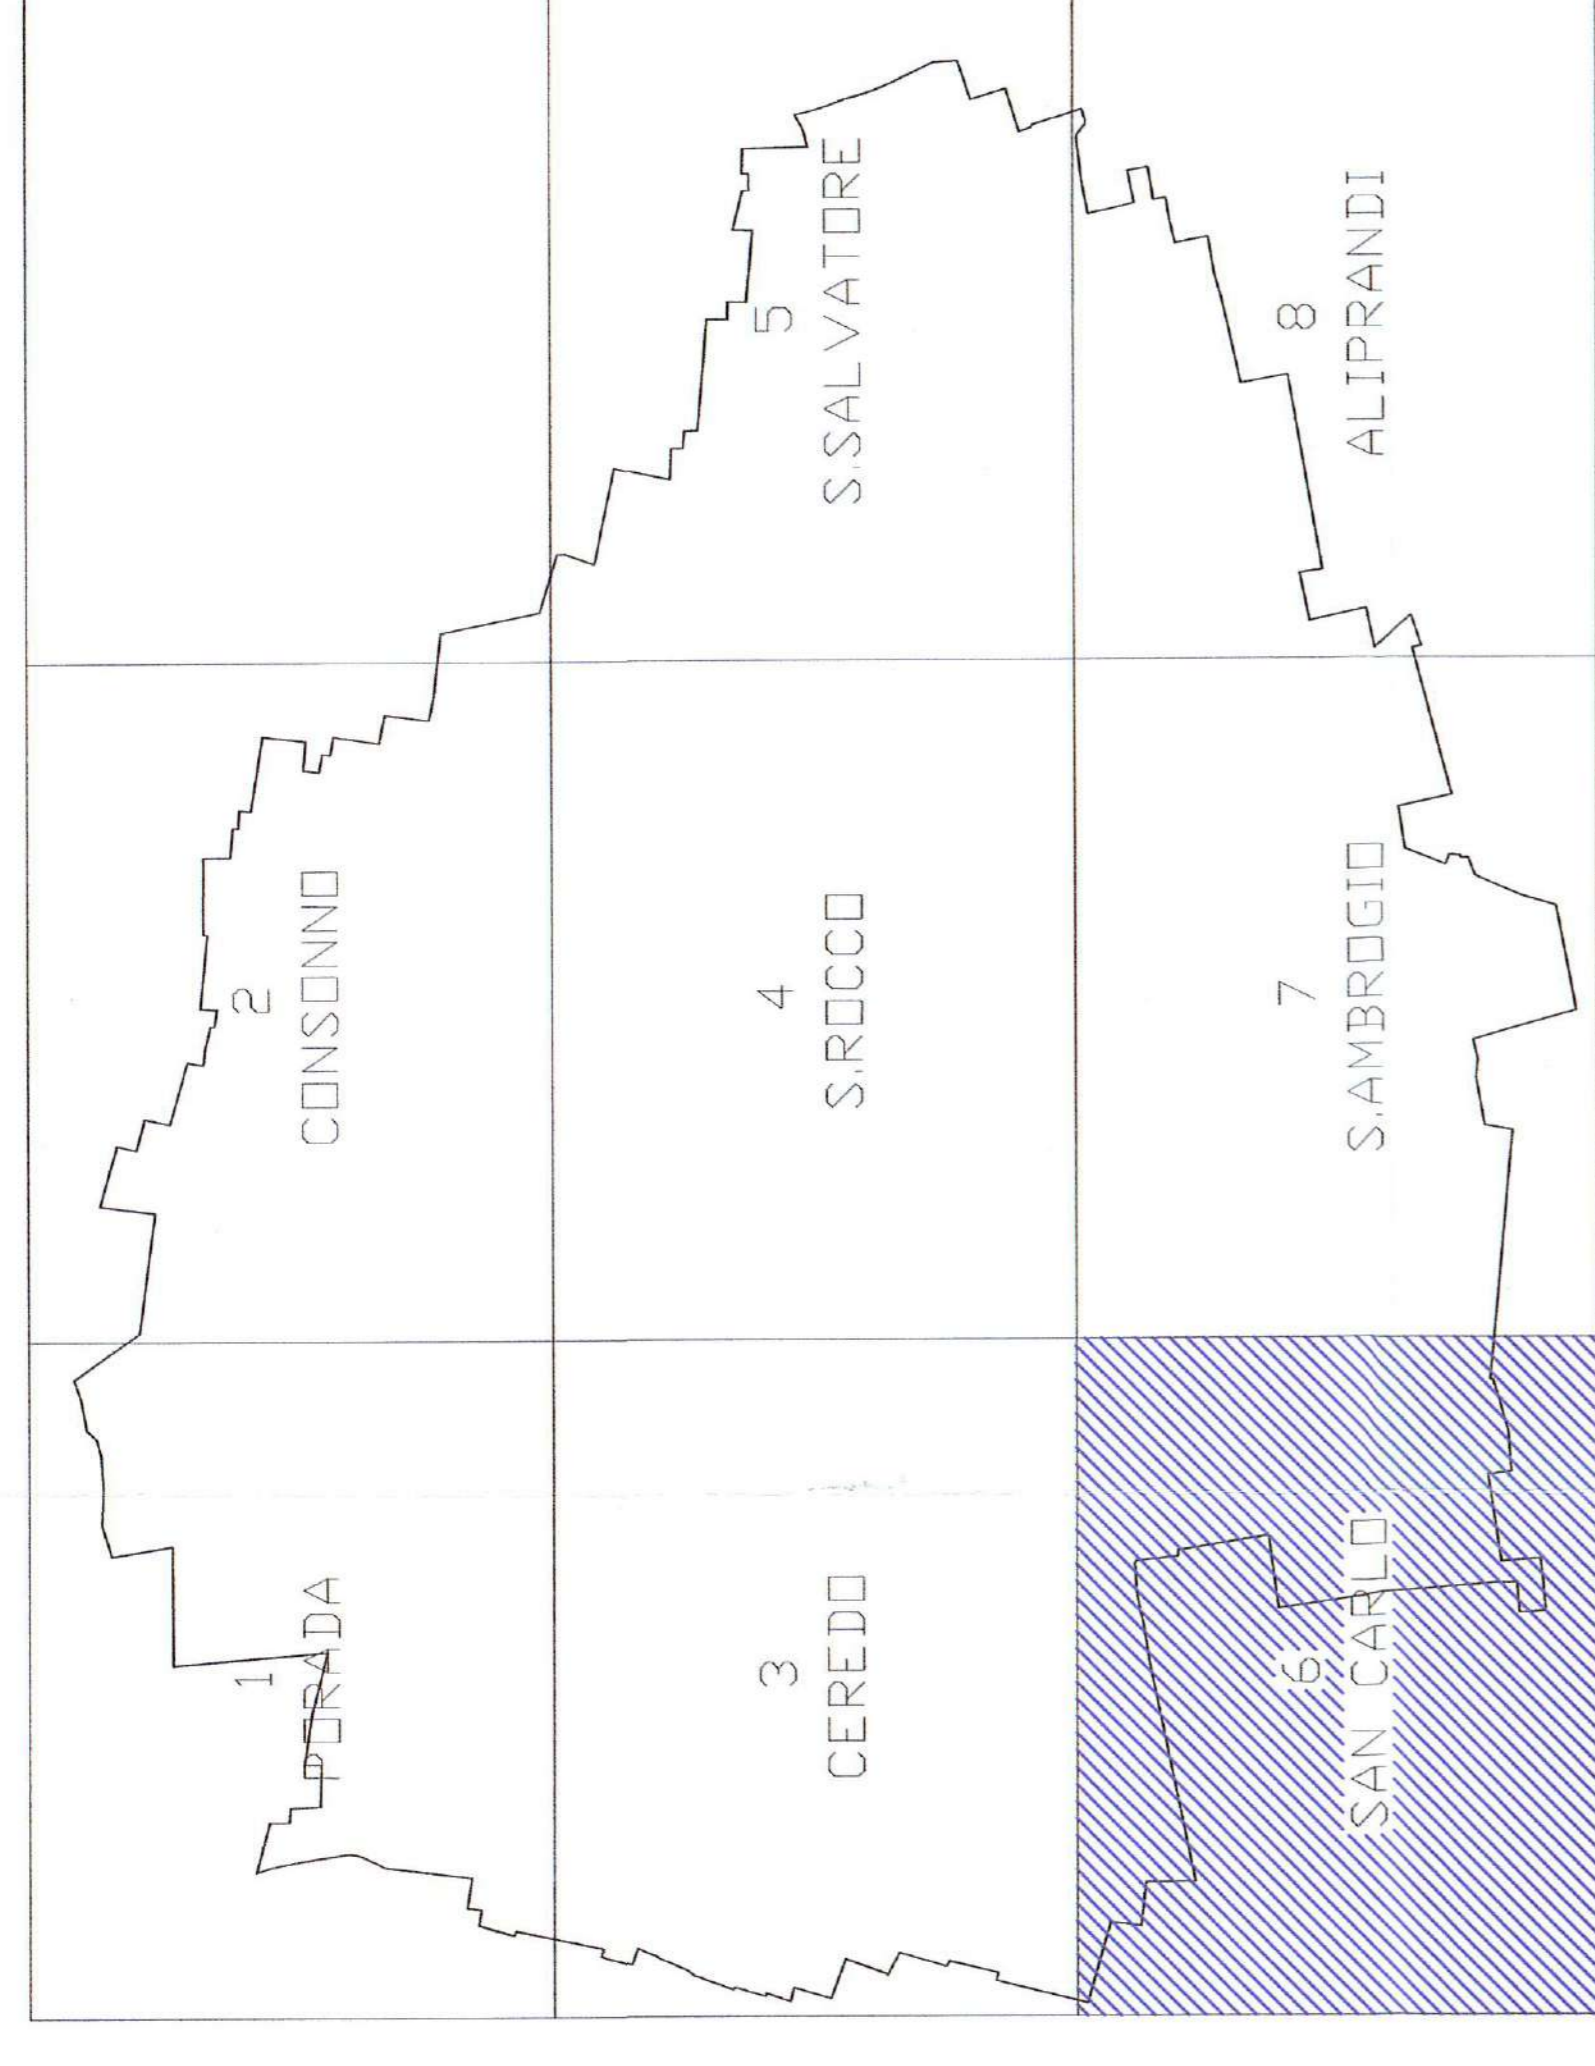 1
PORADA
2
CONSONNO
3
CEREDO
4
S.ROCCO
5
S.SALVATORE
6
SAN CARLO
7
S.AMBROGIO
8
ALIPRANDI